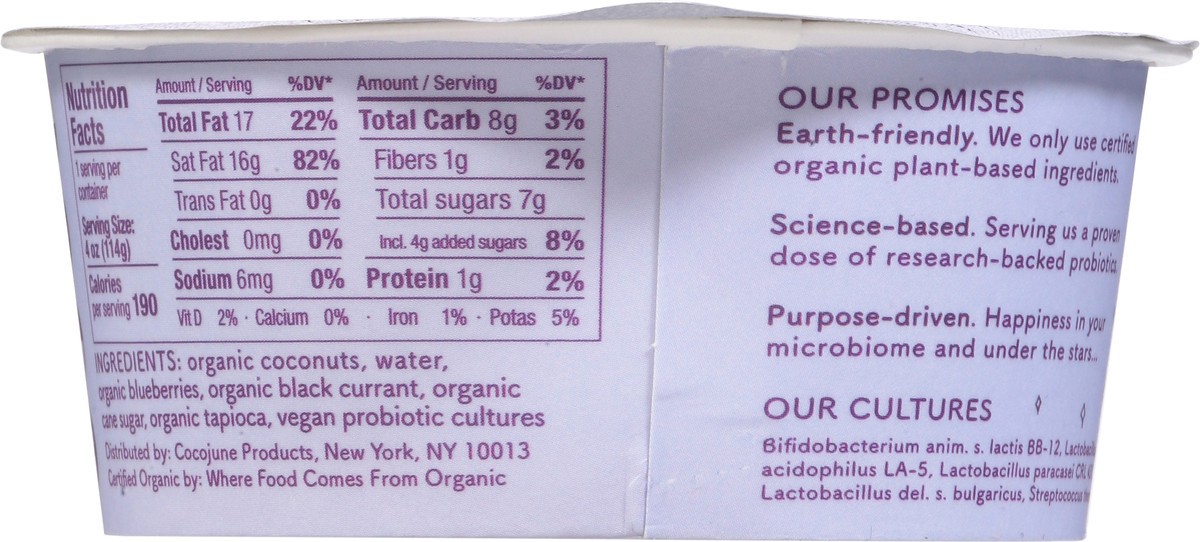 Nutrition
Facts
1 serving per
container
Serving Size:
4 oz (114g)
Calories
per serving 190
Amount / Serving %DV*
Total Fat 17 22%
Sat Fat 16g 82%
Trans Fat 0g 0%
Cholest 0mg 0%
Sodium 6mg 0%
Amount / Serving %DV*
Total Carb 8g 3%
Fibers 1g 2%
Total sugars 7g
Incl. 4g added sugars 8%
Protein 1g 2%
Vit D 2% · Calcium 0% · Iron 1% · Potas 5%
INGREDIENTS: organic coconuts, water,
organic blueberries, organic black currant, organic
cane sugar, organic tapioca, vegan probiotic cultures
Distributed by: Cocojune Products, New York, NY 10013
Certified Organic by: Where Food Comes From Organic
OUR PROMISES
Earth-friendly. We only use certified
organic plant-based ingredients.
Science-based. Serving us a proven
dose of research-backed probiotics
Purpose-driven. Happiness in your
microbiome and under the stars...
OUR CULTURES
Bifidobacterium anim. s. lactis BB-12,
acidophilus LA-5, Lactobacillus paracasei CRL
Lactobacillus del. s. bulgaricus, Streptococcus